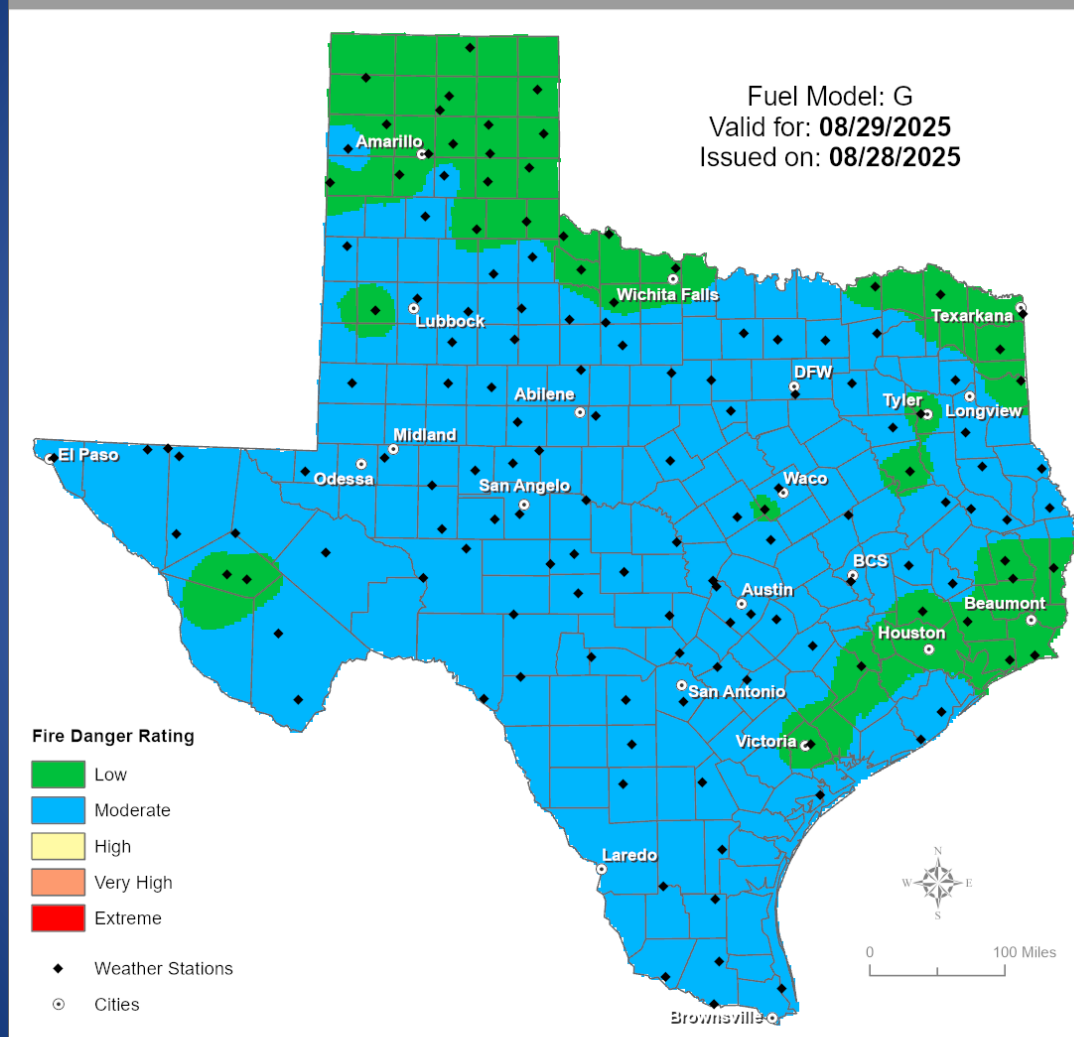 Fuel Model: G
Valid for: 08/29/2025
Issued on: 08/28/2025
Amarillo
Wichita Falls
Texarkana
Lubbock
DFW
Abilene
Tyler
Longview
Midland
El Paso
Odessa
San Angelo
Waco
BCS
Austin
Beaumont
Houston
San Antonio
Victoria
Laredo
Brownsville
Fire Danger Rating
Low
Moderate
High
Very High
Extreme
Weather Stations
Cities
N
W E
S
0 100 Miles